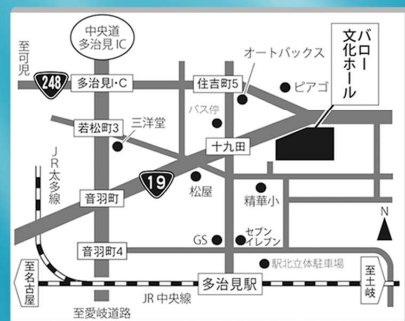 中央道
多治見IC
至可児
248
多治見I・C
住吉町5
オートバックス
ピアゴ
バロー
文化ホール
バス停
若松町3
三洋堂
十九田
JR太多線
19
松屋
精華小
音羽町
N
音羽町4
GS
セブン
イレブン
駅北立体駐車場
至名古屋
多治見駅
至土岐
JR中央線
至愛岐道路